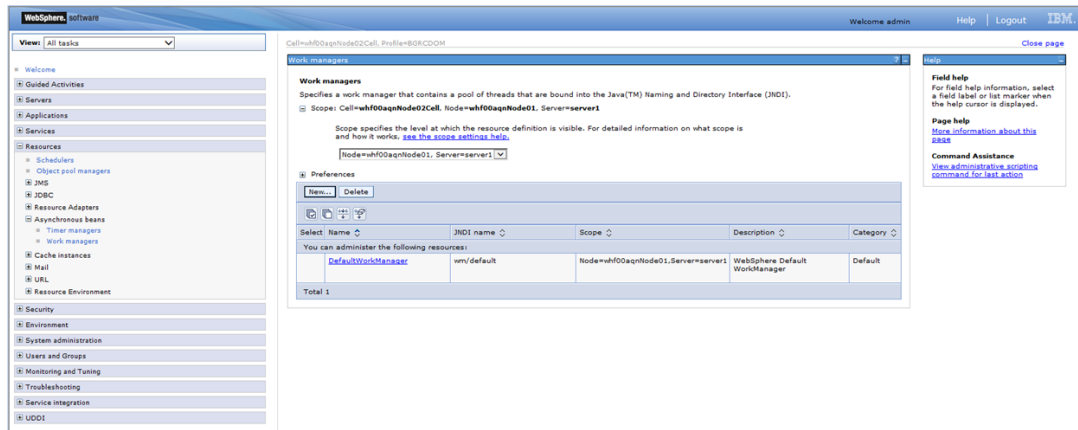 WebSphere. software
Welcome admin
Help | Logout
IBM.
View: All tasks
Cell=whf00aqnNode02Cell, Profile=BGRCDOM
Close page
Welcome
Guided Activities
Servers
Applications
Services
Resources
Schedulers
Object pool managers
JMS
JDBC
Resource Adapters
Asynchronous beans
Timer managers
Work managers
Cache instances
Mail
URL
Resource Environment
Security
Environment
System administration
Users and Groups
Monitoring and Tuning
Troubleshooting
Service integration
UDDI
Work managers
?
Work managers
Specifies a work manager that contains a pool of threads that are bound into the Java(TM) Naming and Directory Interface (JNDI).
Scope: Cell=whf00aqnNode02Cell, Node=whf00aqnNode01, Server=server1
Scope specifies the level at which the resource definition is visible. For detailed information on what scope is
and how it works, see the scope settings help.
Node=whf00aqnNode01, Server=server1
Preferences
New... Delete
Select Name JNDI name Scope Description Category
You can administer the following resources:
DefaultWorkManager wm/default Node=whf00aqnNode01,Server=server1 WebSphere Default Default
WorkManager
Total 1
Help
Field help
For field help information, select
a field label or list marker when
the help cursor is displayed.
Page help
More information about this
page
Command Assistance
View administrative scripting
command for last action